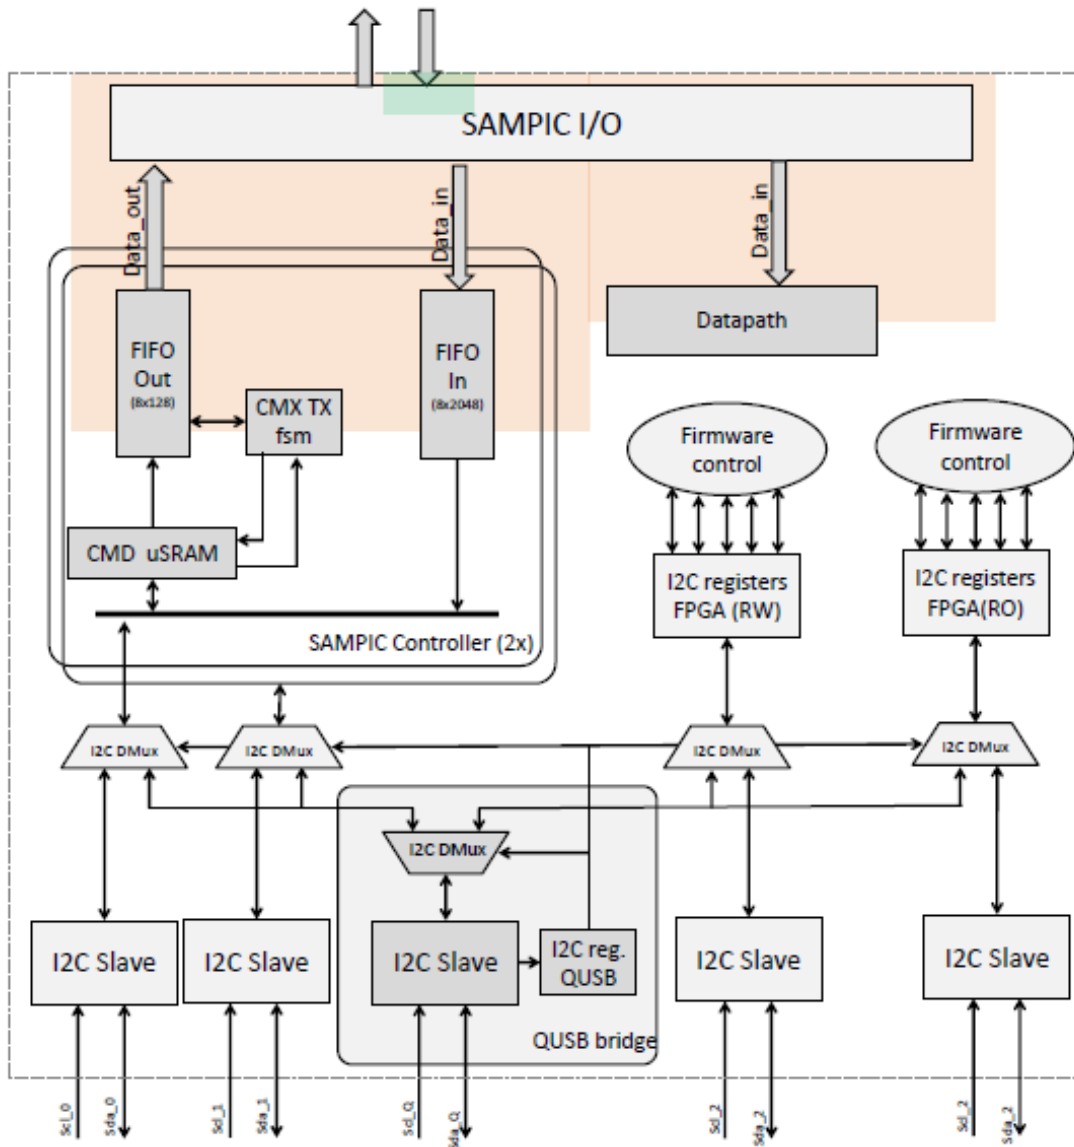 SAMPIC I/O
Data_out
Data_in
Data_in
FIFO
Out
(8x128)
FIFO
In
(8x2048)
Datapath
CMX TX
fsm
CMD uSRAM
SAMPIC Controller (2x)
Firmware
control
Firmware
control
I2C registers
FPGA (RW)
I2C registers
FPGA(RO)
I2C DMux
I2C DMux
I2C DMux
I2C DMux
I2C DMux
I2C Slave
I2C Slave
I2C Slave
I2C reg.
QUSB
I2C Slave
I2C Slave
QUSB bridge
Scl_0
Sda_0
Scl_1
Sda_1
Scl_Q
Sda_Q
Scl_2
Sda_2
Scl_2
Sda_2